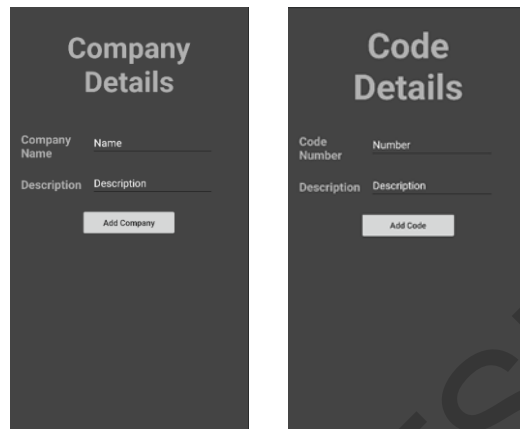 Company
Details
Company
Name
Name
Description
Description
Add Company
Code
Details
Code
Number
Number
Description
Description
Add Code